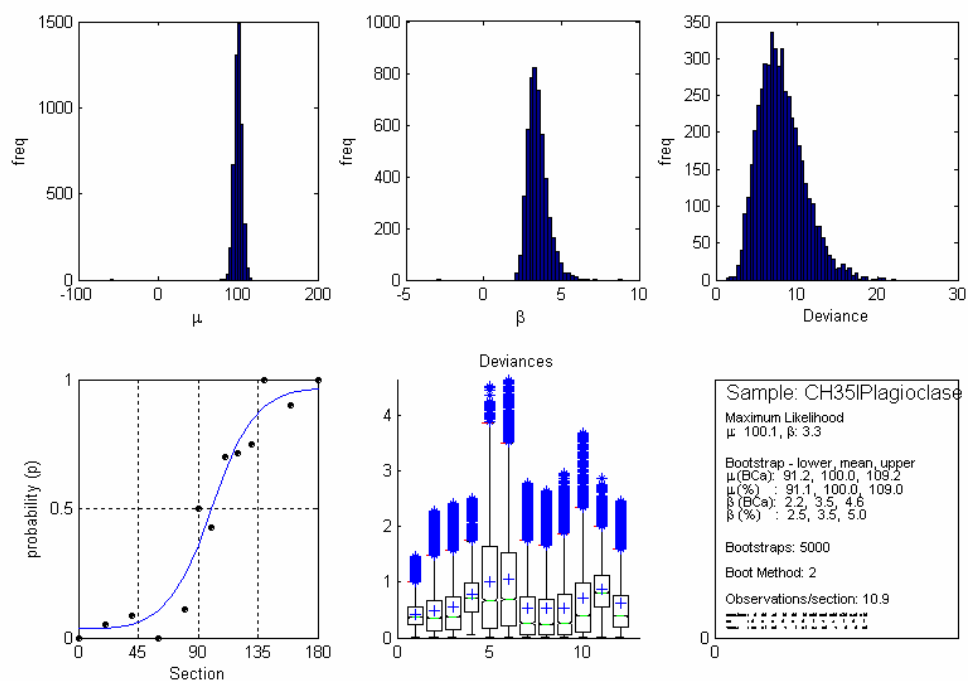 1500
1000
500
0
freq
-100
0
100
200
μ
1000
800
600
400
200
0
freq
-5
0
5
10
β
350
300
250
200
150
100
50
0
freq
0
10
20
30
Deviance
1
0.5
0
probability (p)
0
45
90
135
180
Section
Deviances
4
3
2
1
0
0
5
10
Sample: CH35IPlagioclase
Maximum Likelihood
μ: 100.1, β: 3.3
Bootstrap - lower, mean, upper
μ(BCa): 91.2, 100.0, 109.2
μ(%) : 91.1, 100.0, 109.0
β (BCa): 2.2, 3.5, 4.6
β (%) : 2.5, 3.5, 5.0
Bootstraps: 5000
Boot Method: 2
Observations/section: 10.9
0
0